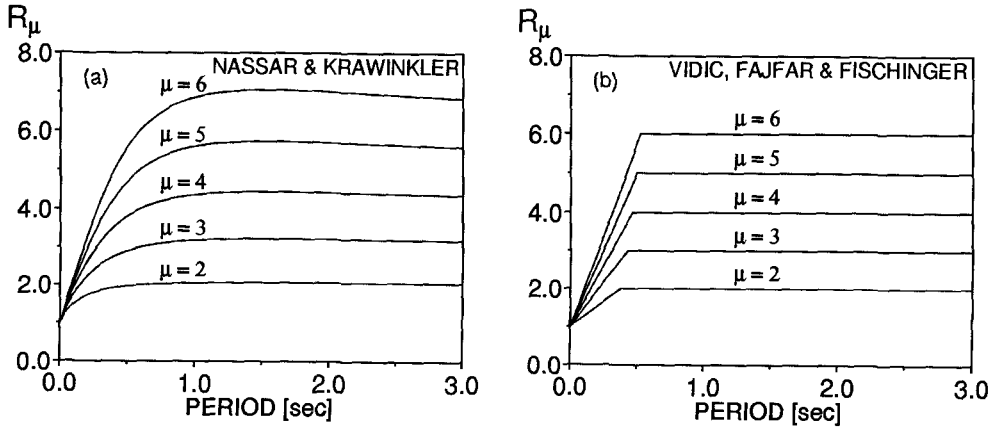 Rμ
8.0
(a)
NASSAR & KRAWINKLER
μ = 6
6.0
μ = 5
μ = 4
4.0
μ = 3
μ = 2
2.0
0.0
0.0
1.0
2.0
3.0
PERIOD [sec]
Rμ
8.0
(b)
VIDIC, FAJFAR & FISCHINGER
μ = 6
6.0
μ = 5
μ = 4
4.0
μ = 3
μ = 2
2.0
0.0
0.0
1.0
2.0
3.0
PERIOD [sec]